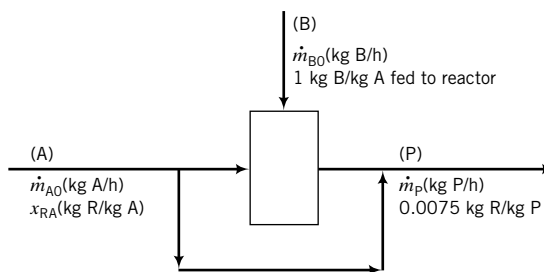 (B)
ṁB0(kg B/h)
1 kg B/kg A fed to reactor
(A)
ṁA0(kg A/h)
xRA(kg R/kg A)
(P)
ṁP(kg P/h)
0.0075 kg R/kg P